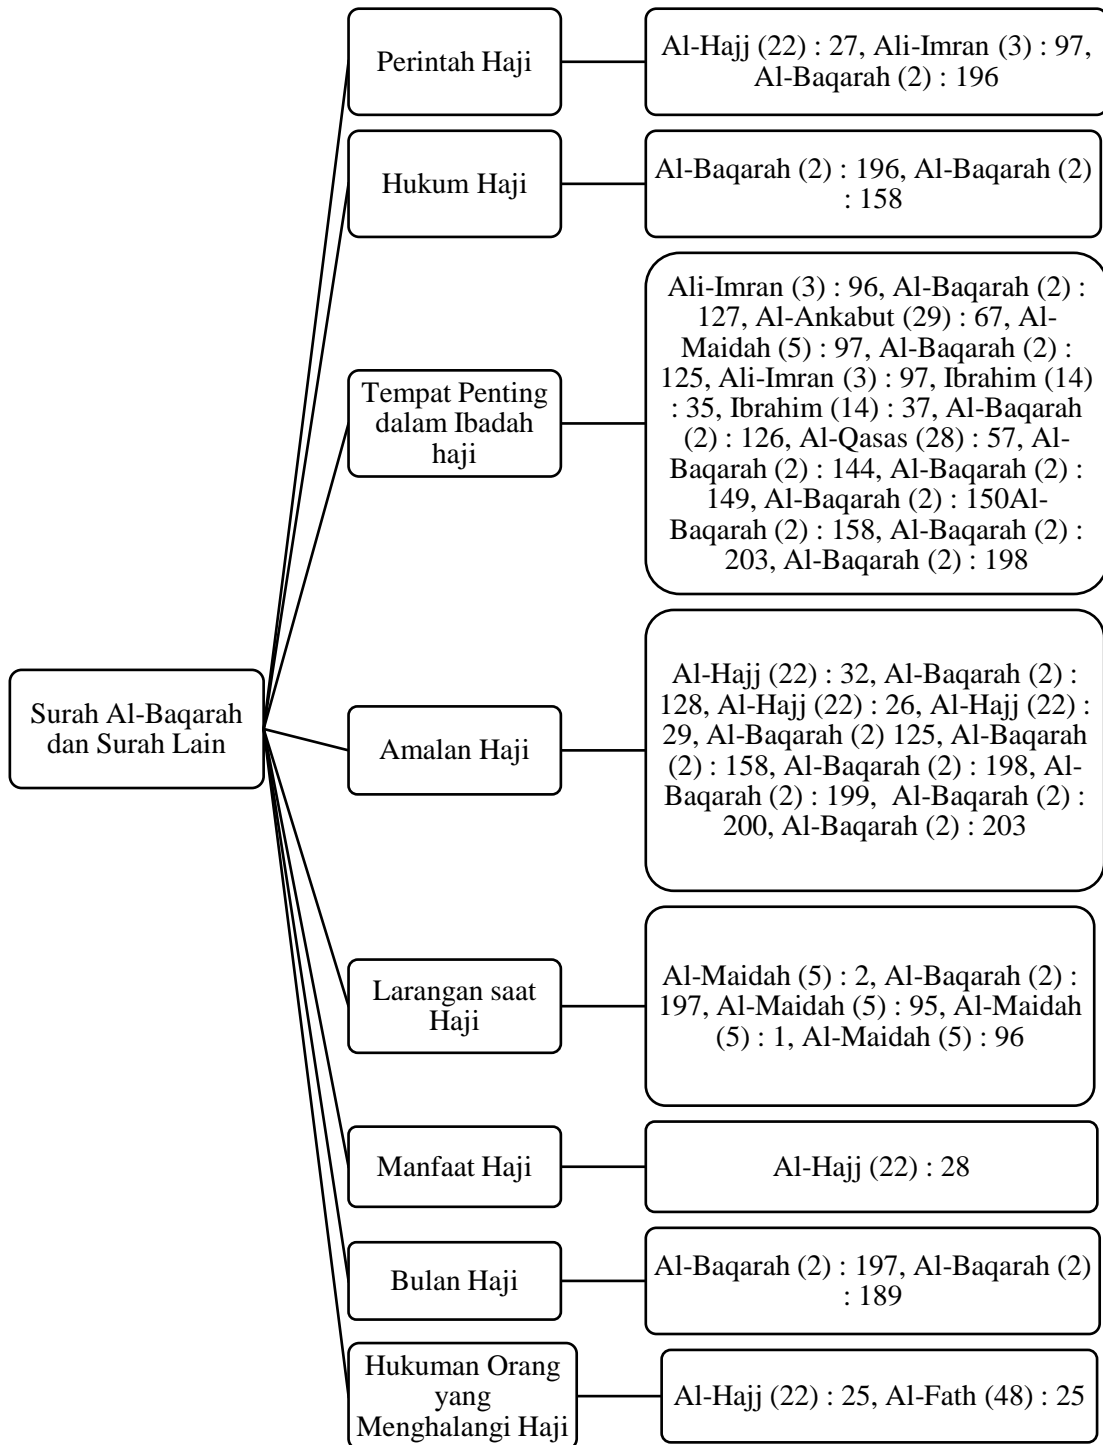 Perintah Haji
Al-Hajj (22) : 27, Ali-Imran (3) : 97,
Al-Baqarah (2) : 196
Hukum Haji
Al-Baqarah (2) : 196, Al-Baqarah (2)
: 158
Tempat Penting
dalam Ibadah
haji
Ali-Imran (3) : 96, Al-Baqarah (2) :
127, Al-Ankabut (29) : 67, Al-
Maidah (5) : 97, Al-Baqarah (2) :
125, Ali-Imran (3) : 97, Ibrahim (14)
: 35, Ibrahim (14) : 37, Al-Baqarah
(2) : 126, Al-Qasas (28) : 57, Al-
Baqarah (2) : 144, Al-Baqarah (2) :
149, Al-Baqarah (2) : 150Al-
Baqarah (2) : 158, Al-Baqarah (2) :
203, Al-Baqarah (2) : 198
Surah Al-Baqarah
dan Surah Lain
Amalan Haji
Al-Hajj (22) : 32, Al-Baqarah (2) :
128, Al-Hajj (22) : 26, Al-Hajj (22) :
29, Al-Baqarah (2) 125, Al-Baqarah
(2) : 158, Al-Baqarah (2) : 198, Al-
Baqarah (2) : 199,  Al-Baqarah (2) :
200, Al-Baqarah (2) : 203
Larangan saat
Haji
Al-Maidah (5) : 2, Al-Baqarah (2) :
197, Al-Maidah (5) : 95, Al-Maidah
(5) : 1, Al-Maidah (5) : 96
Manfaat Haji
Al-Hajj (22) : 28
Bulan Haji
Al-Baqarah (2) : 197, Al-Baqarah (2)
: 189
Hukuman Orang
yang
Menghalangi Haji
Al-Hajj (22) : 25, Al-Fath (48) : 25